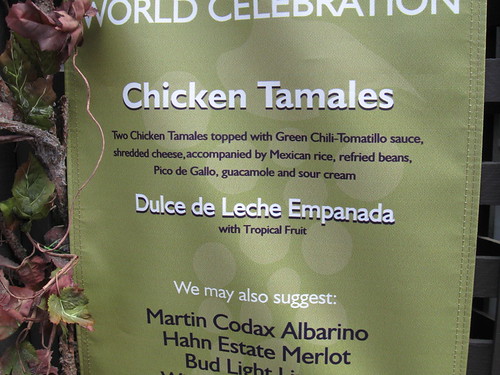 WORLD CELEBRATION
Chicken Tamales
Two Chicken Tamales topped with Green Chili-Tomatillo sauce,
shredded cheese, accompanied by Mexican rice, refried beans,
Pico de Gallo, guacamole and sour cream
Dulce de Leche Empanada
with Tropical Fruit
We may also suggest:
Martin Codax Albarino
Hahn Estate Merlot
Bud Light